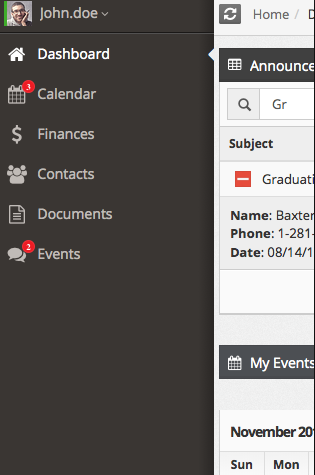 John.doe
Dashboard
3
Calendar
Finances
Contacts
Documents
2
Events
Home /
Announce
Gr
Subject
Graduati
Name: Baxter
Phone: 1-281-
Date: 08/14/1
My Events
November 201
Sun Mon